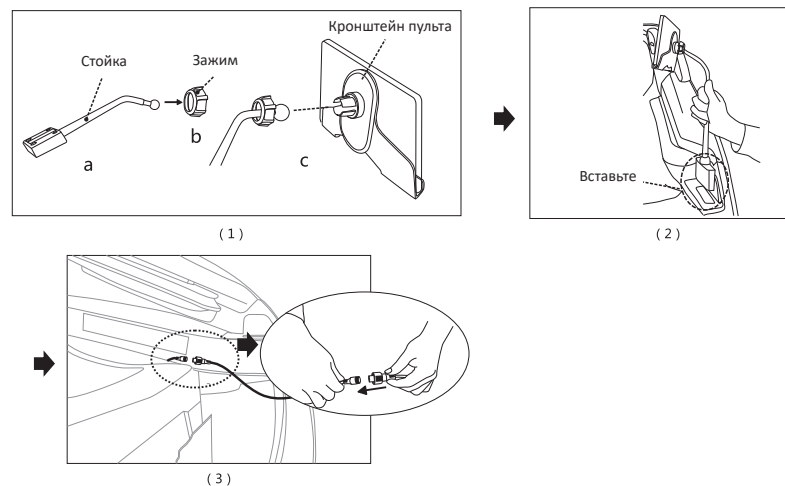 Кронштейн пульта
Стойка
Зажим
a
b
c
( 1 )
Вставьте
( 2 )
( 3 )